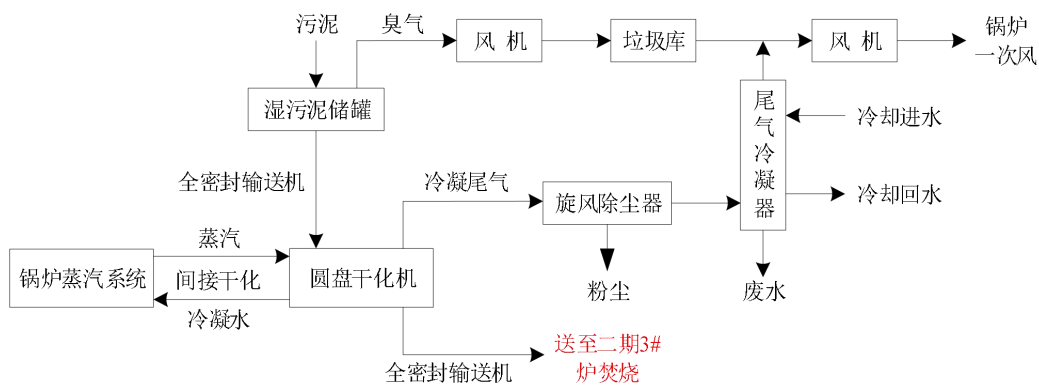 污泥
臭气
风 机
垃圾库
风 机
锅炉
一次风
湿污泥储罐
尾气冷凝器
冷却进水
冷却回水
全密封输送机
冷凝尾气
旋风除尘器
蒸汽
锅炉蒸汽系统
间接干化
圆盘干化机
冷凝水
粉尘
废水
全密封输送机
送至二期3#
炉焚烧